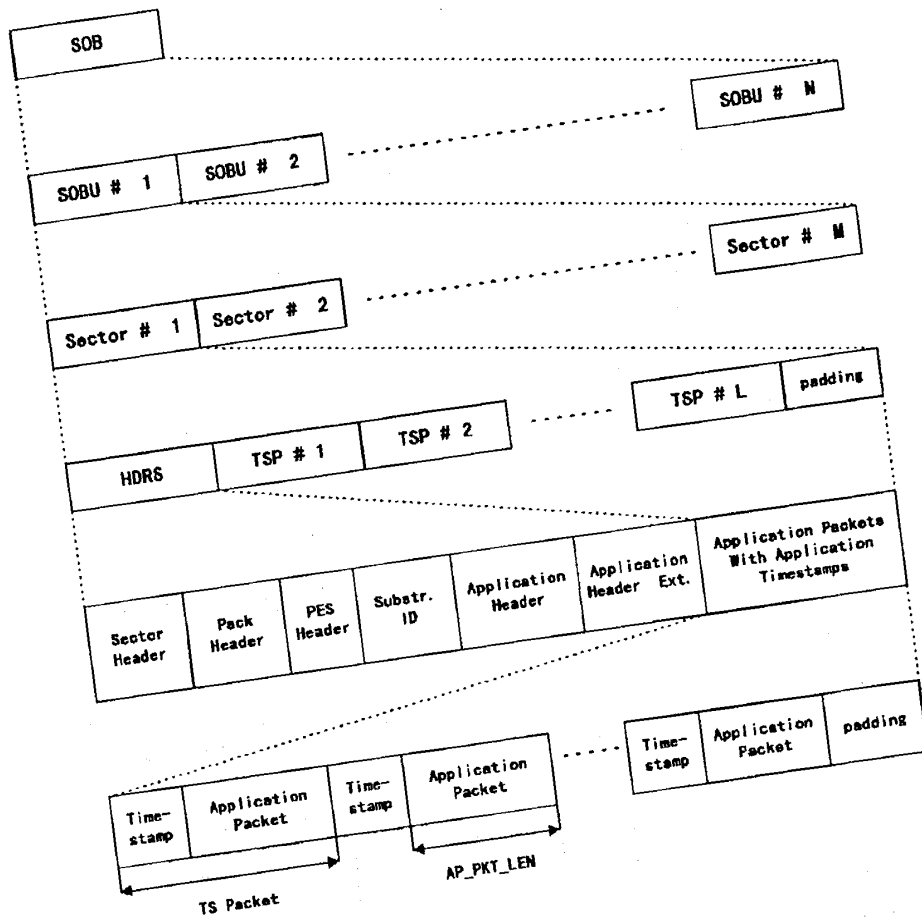 SOB
SOBU # 1
SOBU # 2
SOBU # N
Sector # 1
Sector # 2
Sector # M
HDRS
TSP # 1
TSP # 2
TSP # L
padding
Sector
Header
Pack
Header
PES
Header
Substr.
ID
Application
Header
Application
Header Ext.
Application Packets
With Application
Timestamps
Time-
stamp
Application
Packet
Time-
stamp
Application
Packet
Time-
stamp
Application
Packet
padding
TS Packet
AP_PKT_LEN